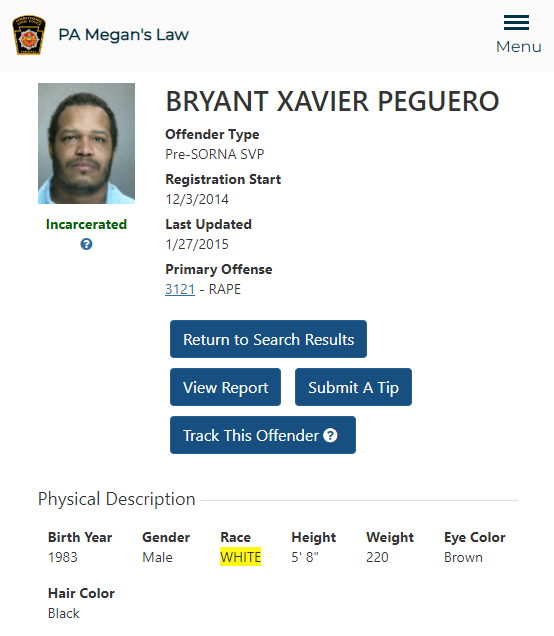 PA Megan's Law
Menu
BRYANT XAVIER PEGUERO
Offender Type
Pre-SORNA SVP
Registration Start
12/3/2014
Incarcerated
Last Updated
1/27/2015
Primary Offense
3121 - RAPE
Return to Search Results
View Report
Submit A Tip
Track This Offender ?
Physical Description
Birth Year
1983
Gender
Male
Race
WHITE
Height
5' 8"
Weight
220
Eye Color
Brown
Hair Color
Black